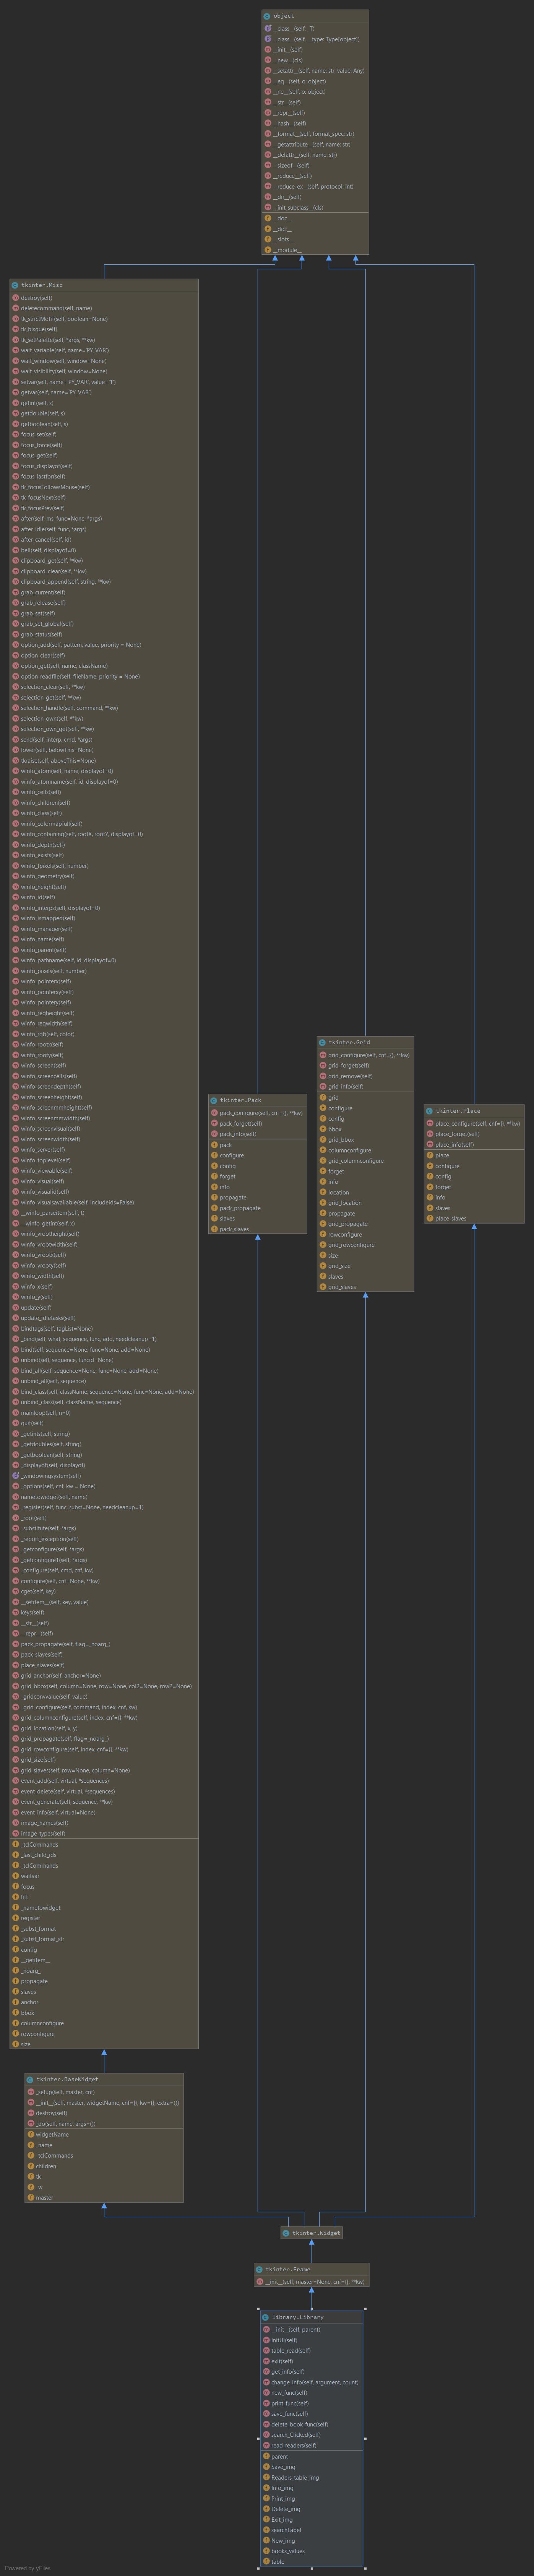 object
__class__(self: _T)
__class__(self, __type: Type[object])
__init__(self)
__new__(cls)
__setattr__(self, name: str, value: Any)
__eq__(self, o: object)
__ne__(self, o: object)
__str__(self)
__repr__(self)
__hash__(self)
__format__(self, format_spec: str)
__getattribute__(self, name: str)
__delattr__(self, name: str)
__sizeof__(self)
__reduce__(self)
__reduce_ex__(self, protocol: int)
__dir__(self)
__init_subclass__(cls)
__doc__
__dict__
__slots__
__module__
tkinter.Misc
destroy(self)
deletecommand(self, name)
tk_strictMotif(self, boolean=None)
tk_bisque(self)
tk_setPalette(self, *args, **kw)
wait_variable(self, name='PY_VAR')
wait_window(self, window=None)
wait_visibility(self, window=None)
setvar(self, name='PY_VAR', value='1')
getvar(self, name='PY_VAR')
getint(self, s)
getdouble(self, s)
getboolean(self, s)
focus_set(self)
focus_force(self)
focus_get(self)
focus_displayof(self)
focus_lastfor(self)
tk_focusFollowsMouse(self)
tk_focusNext(self)
tk_focusPrev(self)
after(self, ms, func=None, *args)
after_idle(self, func, *args)
after_cancel(self, id)
bell(self, displayof=0)
clipboard_get(self, **kw)
clipboard_clear(self, **kw)
clipboard_append(self, string, **kw)
grab_current(self)
grab_release(self)
grab_set(self)
grab_set_global(self)
grab_status(self)
option_add(self, pattern, value, priority = None)
option_clear(self)
option_get(self, name, className)
option_readfile(self, fileName, priority = None)
selection_clear(self, **kw)
selection_get(self, **kw)
selection_handle(self, command, **kw)
selection_own(self, **kw)
selection_own_get(self, **kw)
send(self, interp, cmd, *args)
lower(self, belowThis=None)
tkraise(self, aboveThis=None)
winfo_atom(self, name, displayof=0)
winfo_atomname(self, id, displayof=0)
winfo_cells(self)
winfo_children(self)
winfo_class(self)
winfo_colormapfull(self)
winfo_containing(self, rootX, rootY, displayof=0)
winfo_depth(self)
winfo_exists(self)
winfo_fpixels(self, number)
winfo_geometry(self)
winfo_height(self)
winfo_id(self)
winfo_interps(self, displayof=0)
winfo_ismapped(self)
winfo_manager(self)
winfo_name(self)
winfo_parent(self)
winfo_pathname(self, id, displayof=0)
winfo_pixels(self, number)
winfo_pointerx(self)
winfo_pointerxy(self)
winfo_pointery(self)
winfo_reqheight(self)
winfo_reqwidth(self)
winfo_rgb(self, color)
winfo_rootx(self)
winfo_rooty(self)
winfo_screen(self)
winfo_screencells(self)
winfo_screendepth(self)
winfo_screenheight(self)
winfo_screenmmheight(self)
winfo_screenmmwidth(self)
winfo_screenvisual(self)
winfo_screenwidth(self)
winfo_server(self)
winfo_toplevel(self)
winfo_viewable(self)
winfo_visual(self)
winfo_visualid(self)
winfo_visualsavailable(self, includeids=False)
__winfo_parseitem(self, t)
__winfo_getint(self, x)
winfo_vrootheight(self)
winfo_vrootwidth(self)
winfo_vrootx(self)
winfo_vrooty(self)
winfo_width(self)
winfo_x(self)
winfo_y(self)
update(self)
update_idletasks(self)
bindtags(self, tagList=None)
_bind(self, what, sequence, func, add, needcleanup=1)
bind(self, sequence=None, func=None, add=None)
unbind(self, sequence, funcid=None)
bind_all(self, sequence=None, func=None, add=None)
unbind_all(self, sequence)
bind_class(self, className, sequence=None, func=None, add=None)
unbind_class(self, className, sequence)
mainloop(self, n=0)
quit(self)
_getints(self, string)
_getdoubles(self, string)
_getboolean(self, string)
_displayof(self, displayof)
_windowingsystem(self)
_options(self, cnf, kw = None)
nametowidget(self, name)
_register(self, func, subst=None, needcleanup=1)
_root(self)
_substitute(self, *args)
_report_exception(self)
_getconfigure(self, *args)
_getconfigure1(self, *args)
_configure(self, cmd, cnf, kw)
configure(self, cnf=None, **kw)
cget(self, key)
__setitem__(self, key, value)
keys(self)
__str__(self)
__repr__(self)
pack_propagate(self, flag=_noarg_)
pack_slaves(self)
place_slaves(self)
grid_anchor(self, anchor=None)
grid_bbox(self, column=None, row=None, col2=None, row2=None)
_gridconvvalue(self, value)
_grid_configure(self, command, index, cnf, kw)
grid_columnconfigure(self, index, cnf={}, **kw)
grid_location(self, x, y)
grid_propagate(self, flag=_noarg_)
grid_rowconfigure(self, index, cnf={}, **kw)
grid_size(self)
grid_slaves(self, row=None, column=None)
event_add(self, virtual, *sequences)
event_delete(self, virtual, *sequences)
event_generate(self, sequence, **kw)
event_info(self, virtual=None)
image_names(self)
image_types(self)
_tclCommands
_last_child_ids
_tclCommands
waitvar
focus
lift
_nametowidget
register
_subst_format
_subst_format_str
config
__getitem__
_noarg_
propagate
slaves
anchor
bbox
columnconfigure
rowconfigure
size
tkinter.Pack
pack_configure(self, cnf={}, **kw)
pack_forget(self)
pack_info(self)
pack
configure
config
forget
info
propagate
pack_propagate
slaves
pack_slaves
tkinter.Grid
grid_configure(self, cnf={}, **kw)
grid_forget(self)
grid_remove(self)
grid_info(self)
grid
configure
config
bbox
grid_bbox
columnconfigure
grid_columnconfigure
forget
info
location
grid_location
propagate
grid_propagate
rowconfigure
grid_rowconfigure
size
grid_size
slaves
grid_slaves
tkinter.Place
place_configure(self, cnf={}, **kw)
place_forget(self)
place_info(self)
place
configure
config
forget
info
slaves
place_slaves
tkinter.BaseWidget
_setup(self, master, cnf)
__init__(self, master, widgetName, cnf={}, kw={}, extra=())
destroy(self)
_do(self, name, args=())
widgetName
_name
_tclCommands
children
tk
_w
master
tkinter.Widget
tkinter.Frame
__init__(self, master=None, cnf={}, **kw)
library.Library
__init__(self, parent)
initUI(self)
table_read(self)
exit(self)
get_info(self)
change_info(self, argument, count)
new_func(self)
print_func(self)
save_func(self)
delete_book_func(self)
search_Clicked(self)
read_readers(self)
parent
Save_img
Readers_table_img
Info_img
Print_img
Delete_img
Exit_img
searchLabel
New_img
books_values
table
Powered by yFiles